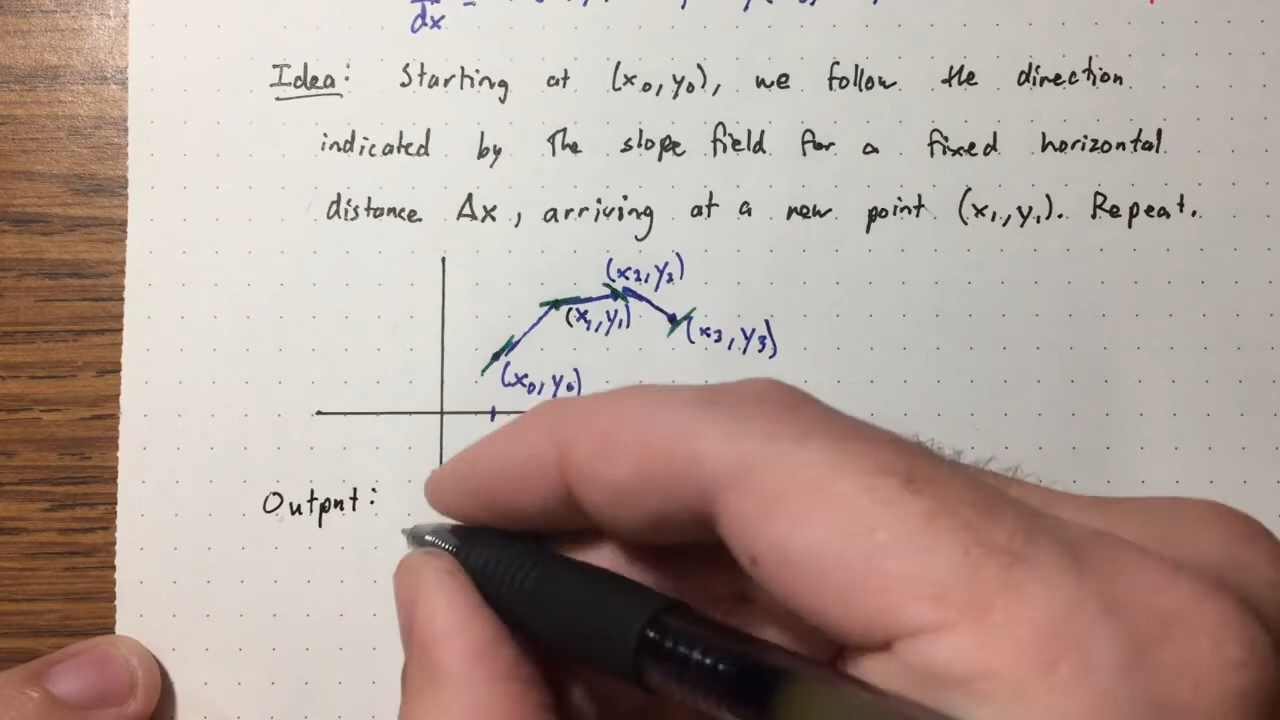 dx =
Idea: Starting at (x₀, y₀), we follow the direction
indicated by the slope field for a fixed horizontal
distance Δx, arriving at a new point (x₁, y₁). Repeat.
(x₂, y₂)
(x₁, y₁)
(x₃, y₃)
(x₀, y₀)
Output: